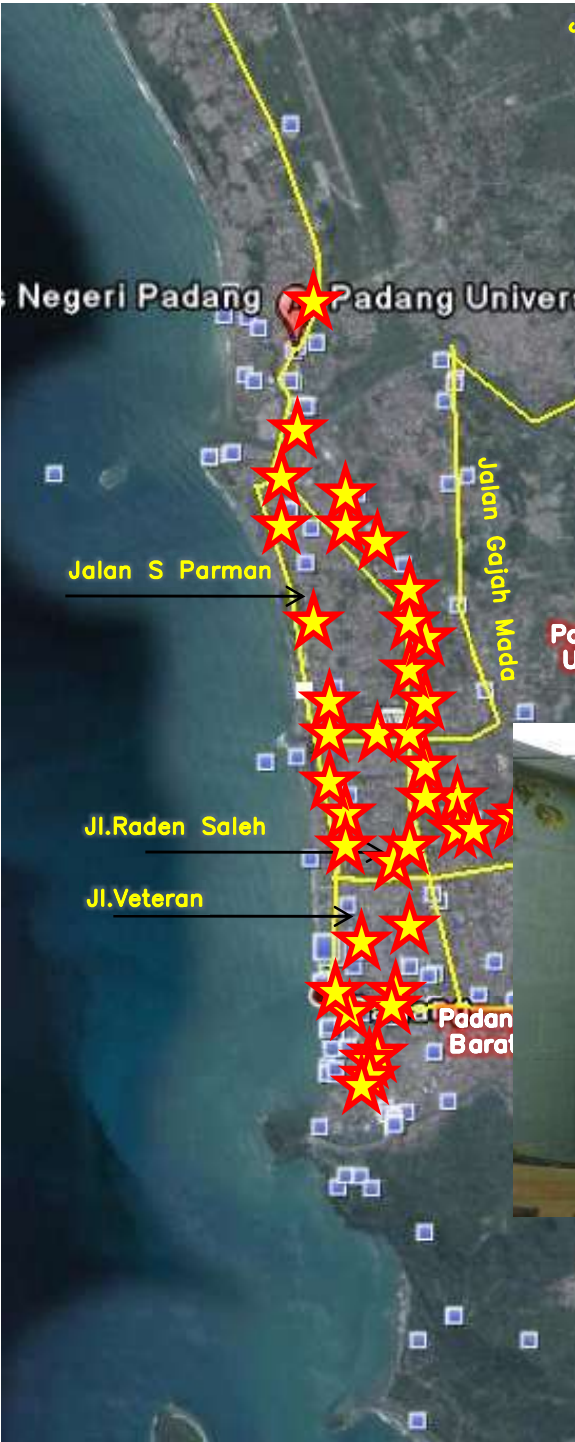 s Negeri Padang
Padang Univers
Jalan Gajah Mada
Jalan S Parman
Jl.Raden Saleh
Jl.Veteran
Padan
Barat